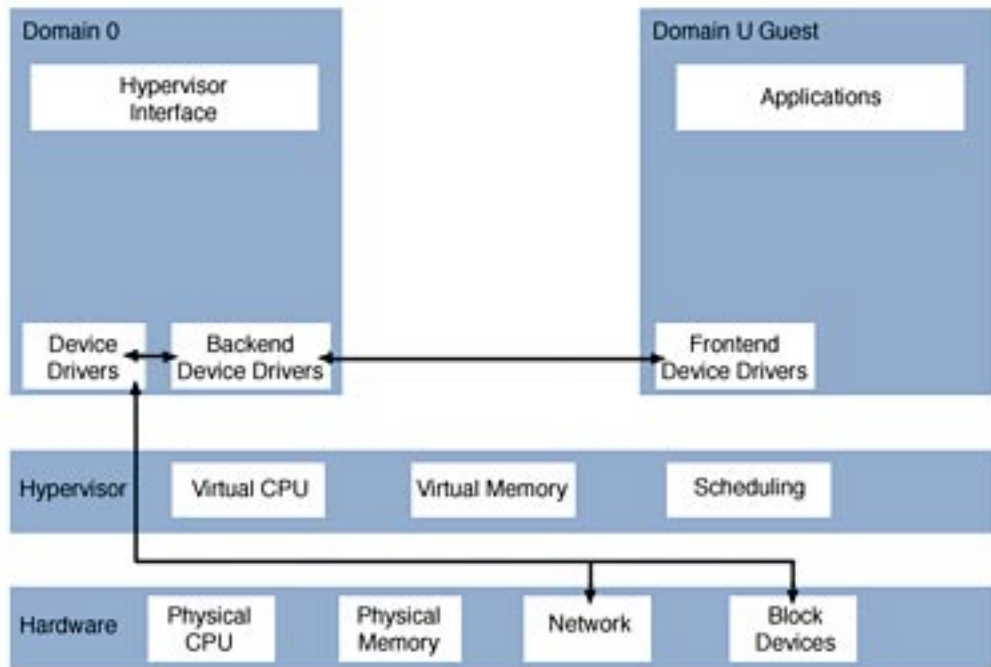 Domain 0
Hypervisor
Interface
Device
Drivers
Backend
Device Drivers
Domain U Guest
Applications
Frontend
Device Drivers
Hypervisor
Virtual CPU
Virtual Memory
Scheduling
Hardware
Physical
CPU
Physical
Memory
Network
Block
Devices